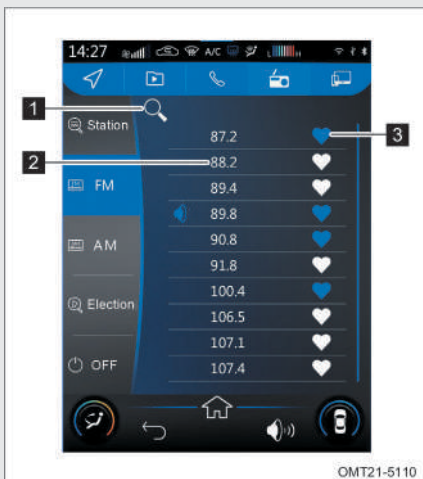 14:27 A/C L H
1
Station
87.2 3
2 88.2
FM
89.4
89.8
AM 90.8
91.8
100.4
Election
106.5
107.1
OFF 107.4
OMT21-5110